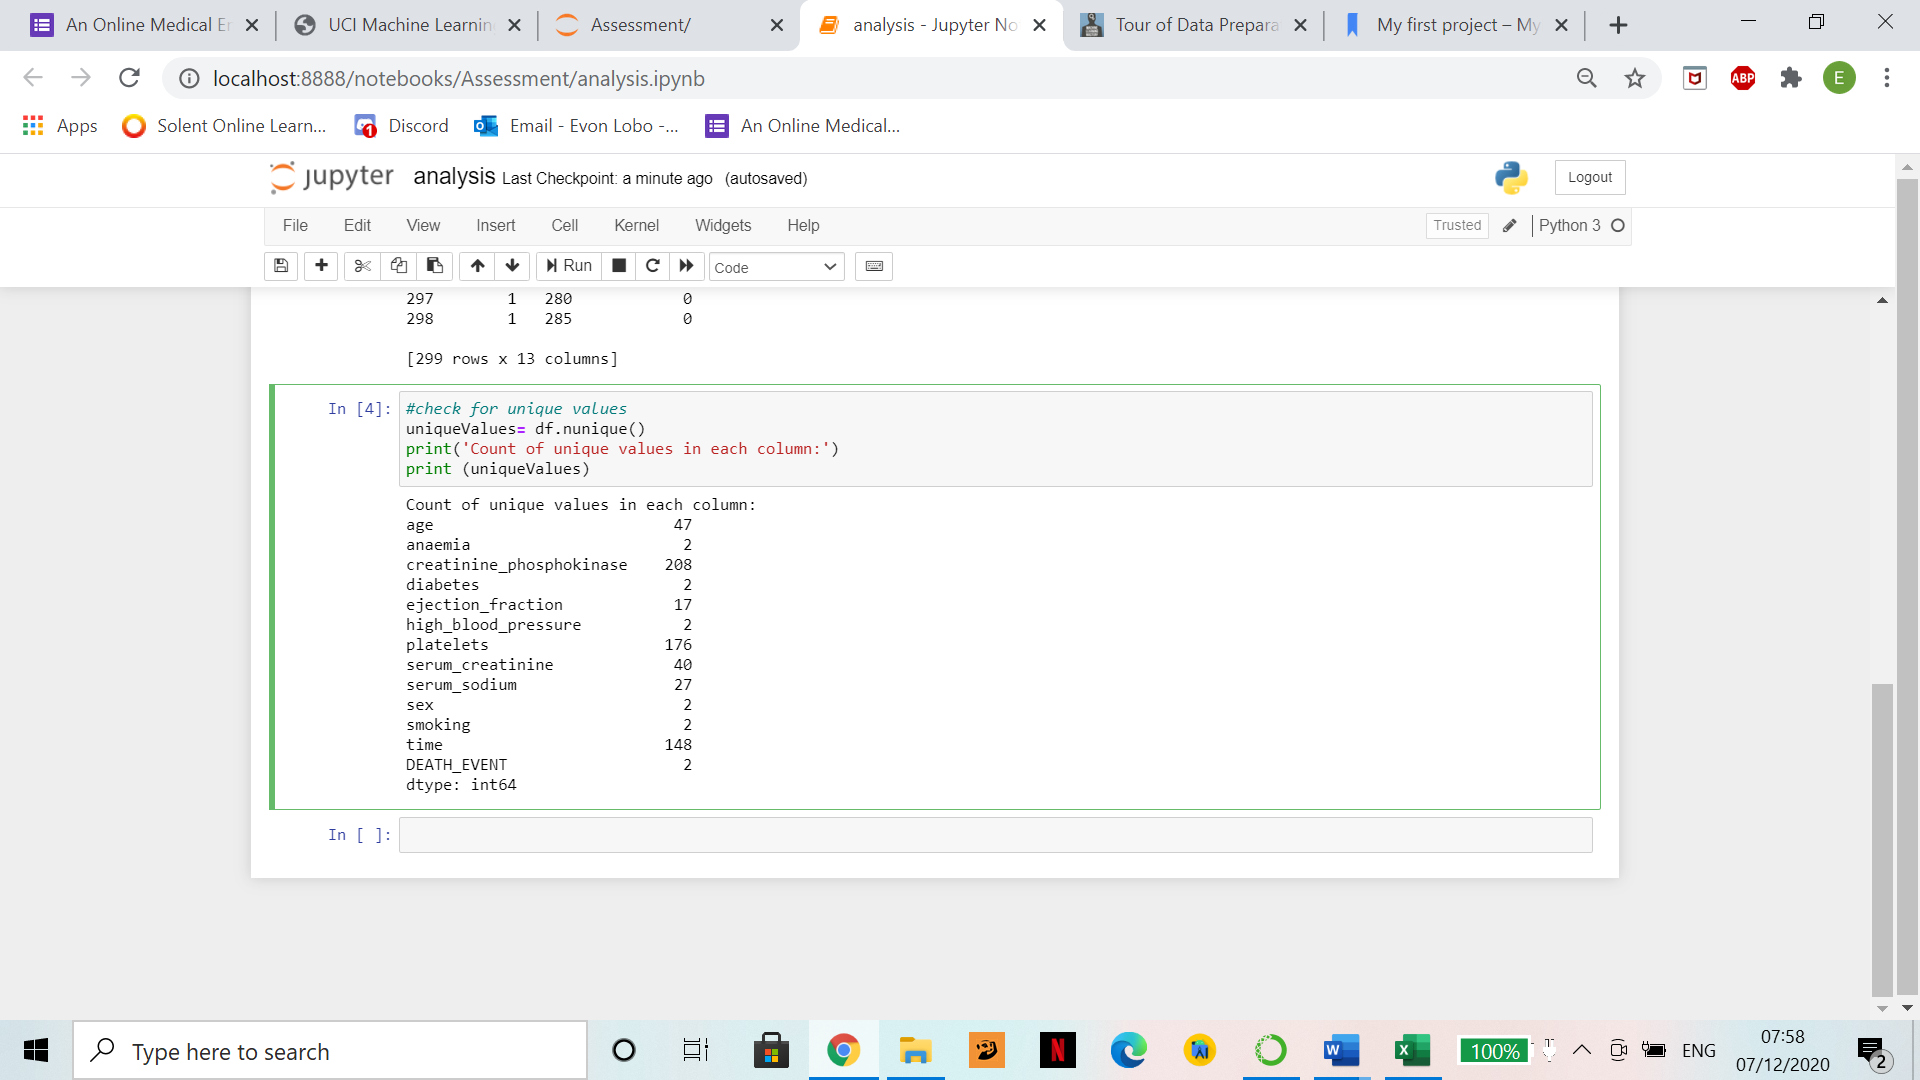 An Online Medical Er
UCI Machine Learnin
Assessment/
analysis - Jupyter No
Tour of Data Prepara
My first project – My
localhost:8888/notebooks/Assessment/analysis.ipynb
ABP
E
Apps
Solent Online Learn...
1
Discord
Email - Evon Lobo -...
An Online Medical...
jupyter
analysis Last Checkpoint: a minute ago (autosaved)
Logout
File
Edit
View
Insert
Cell
Kernel
Widgets
Help
Trusted
Python 3
Run
Code
297 1 280 0
298 1 285 0
[299 rows x 13 columns]
In [4]:
#check for unique values
uniqueValues= df.nunique()
print('Count of unique values in each column:')
print (uniqueValues)
Count of unique values in each column:
age 47
anaemia 2
creatinine_phosphokinase 208
diabetes 2
ejection_fraction 17
high_blood_pressure 2
platelets 176
serum_creatinine 40
serum_sodium 27
sex 2
smoking 2
time 148
DEATH_EVENT 2
dtype: int64
In [ ]:
Type here to search
N
W
X
100%
ENG
07:58
07/12/2020
2